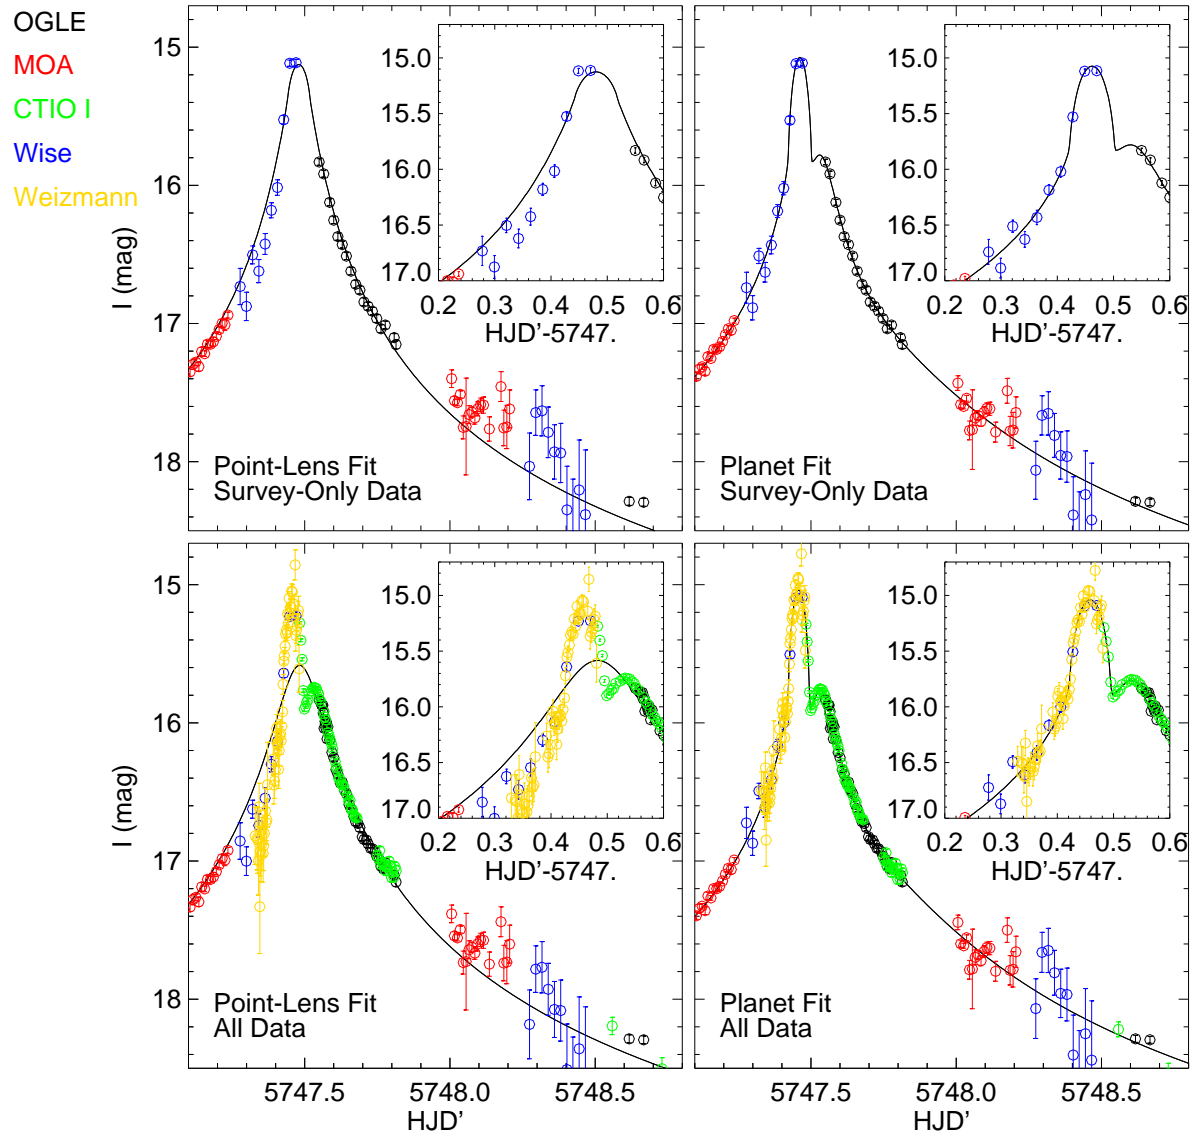 OGLE
MOA
CTIO I
Wise
Weizmann
I (mag)
15
16
17
18
15.0
15.5
16.0
16.5
17.0
0.2 0.3 0.4 0.5 0.6
HJD'-5747.
Point-Lens Fit
Survey-Only Data
15.0
15.5
16.0
16.5
17.0
0.2 0.3 0.4 0.5 0.6
HJD'-5747.
Planet Fit
Survey-Only Data
I (mag)
15
16
17
18
15.0
15.5
16.0
16.5
17.0
0.2 0.3 0.4 0.5 0.6
HJD'-5747.
Point-Lens Fit
All Data
5747.5 5748.0 5748.5
HJD'
15.0
15.5
16.0
16.5
17.0
0.2 0.3 0.4 0.5 0.6
HJD'-5747.
Planet Fit
All Data
5747.5 5748.0 5748.5
HJD'